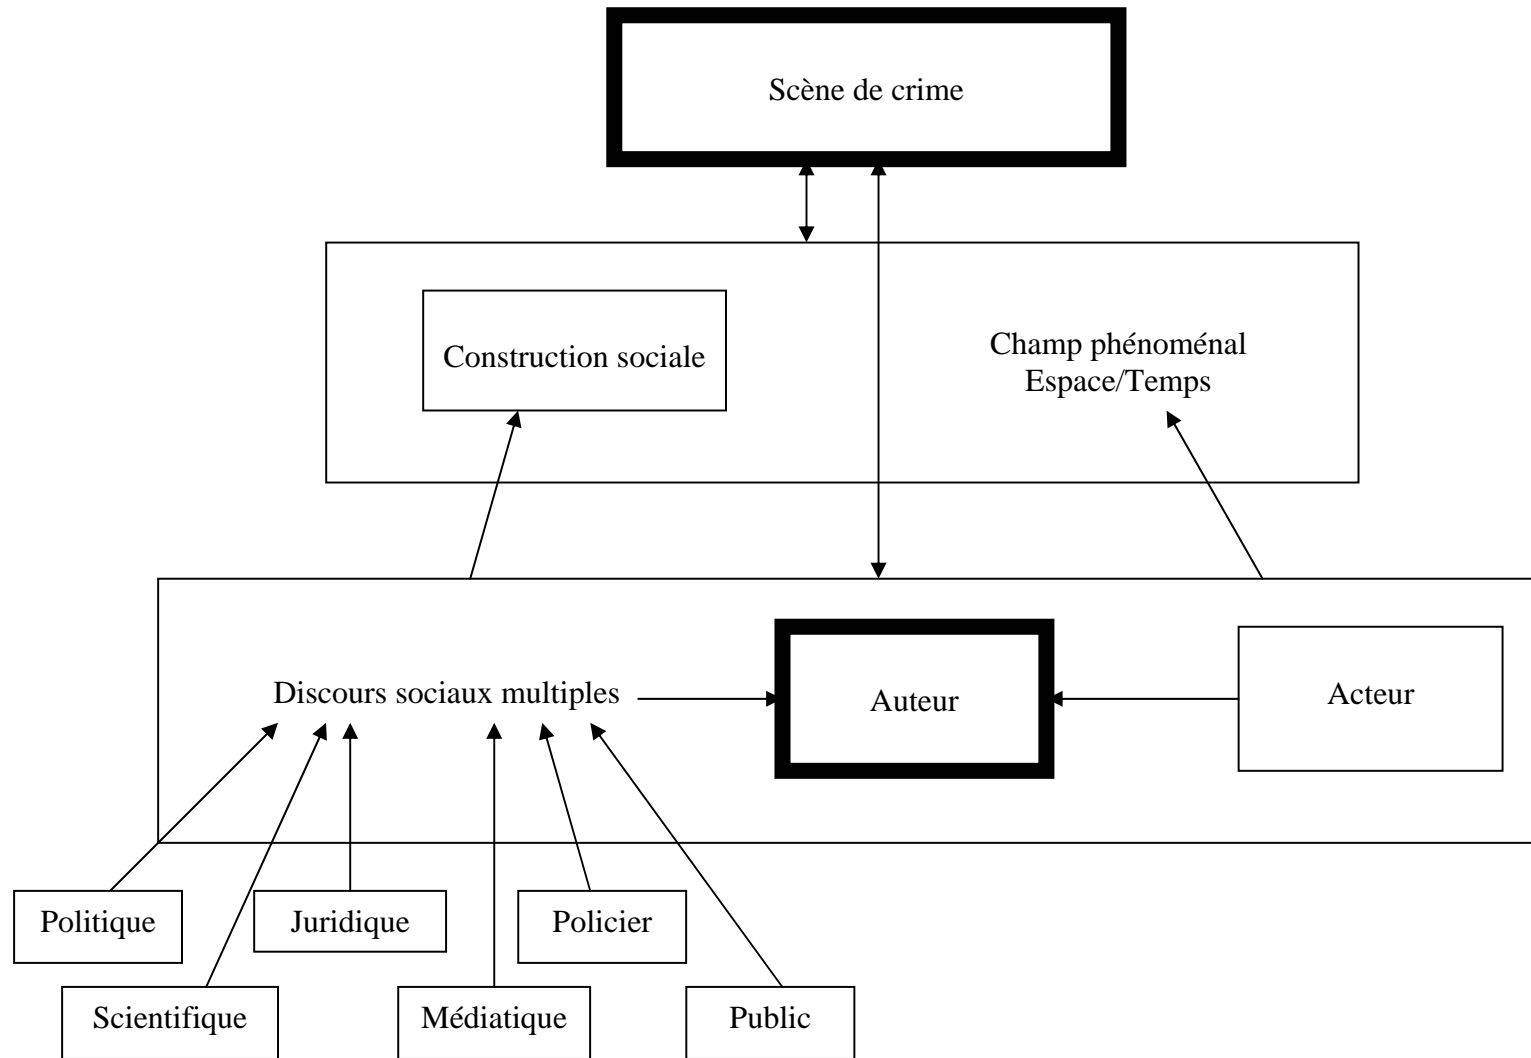 Scène de crime
Construction sociale
Champ phénoménal
Espace/Temps
Discours sociaux multiples
Auteur
Acteur
Politique
Juridique
Policier
Scientifique
Médiatique
Public